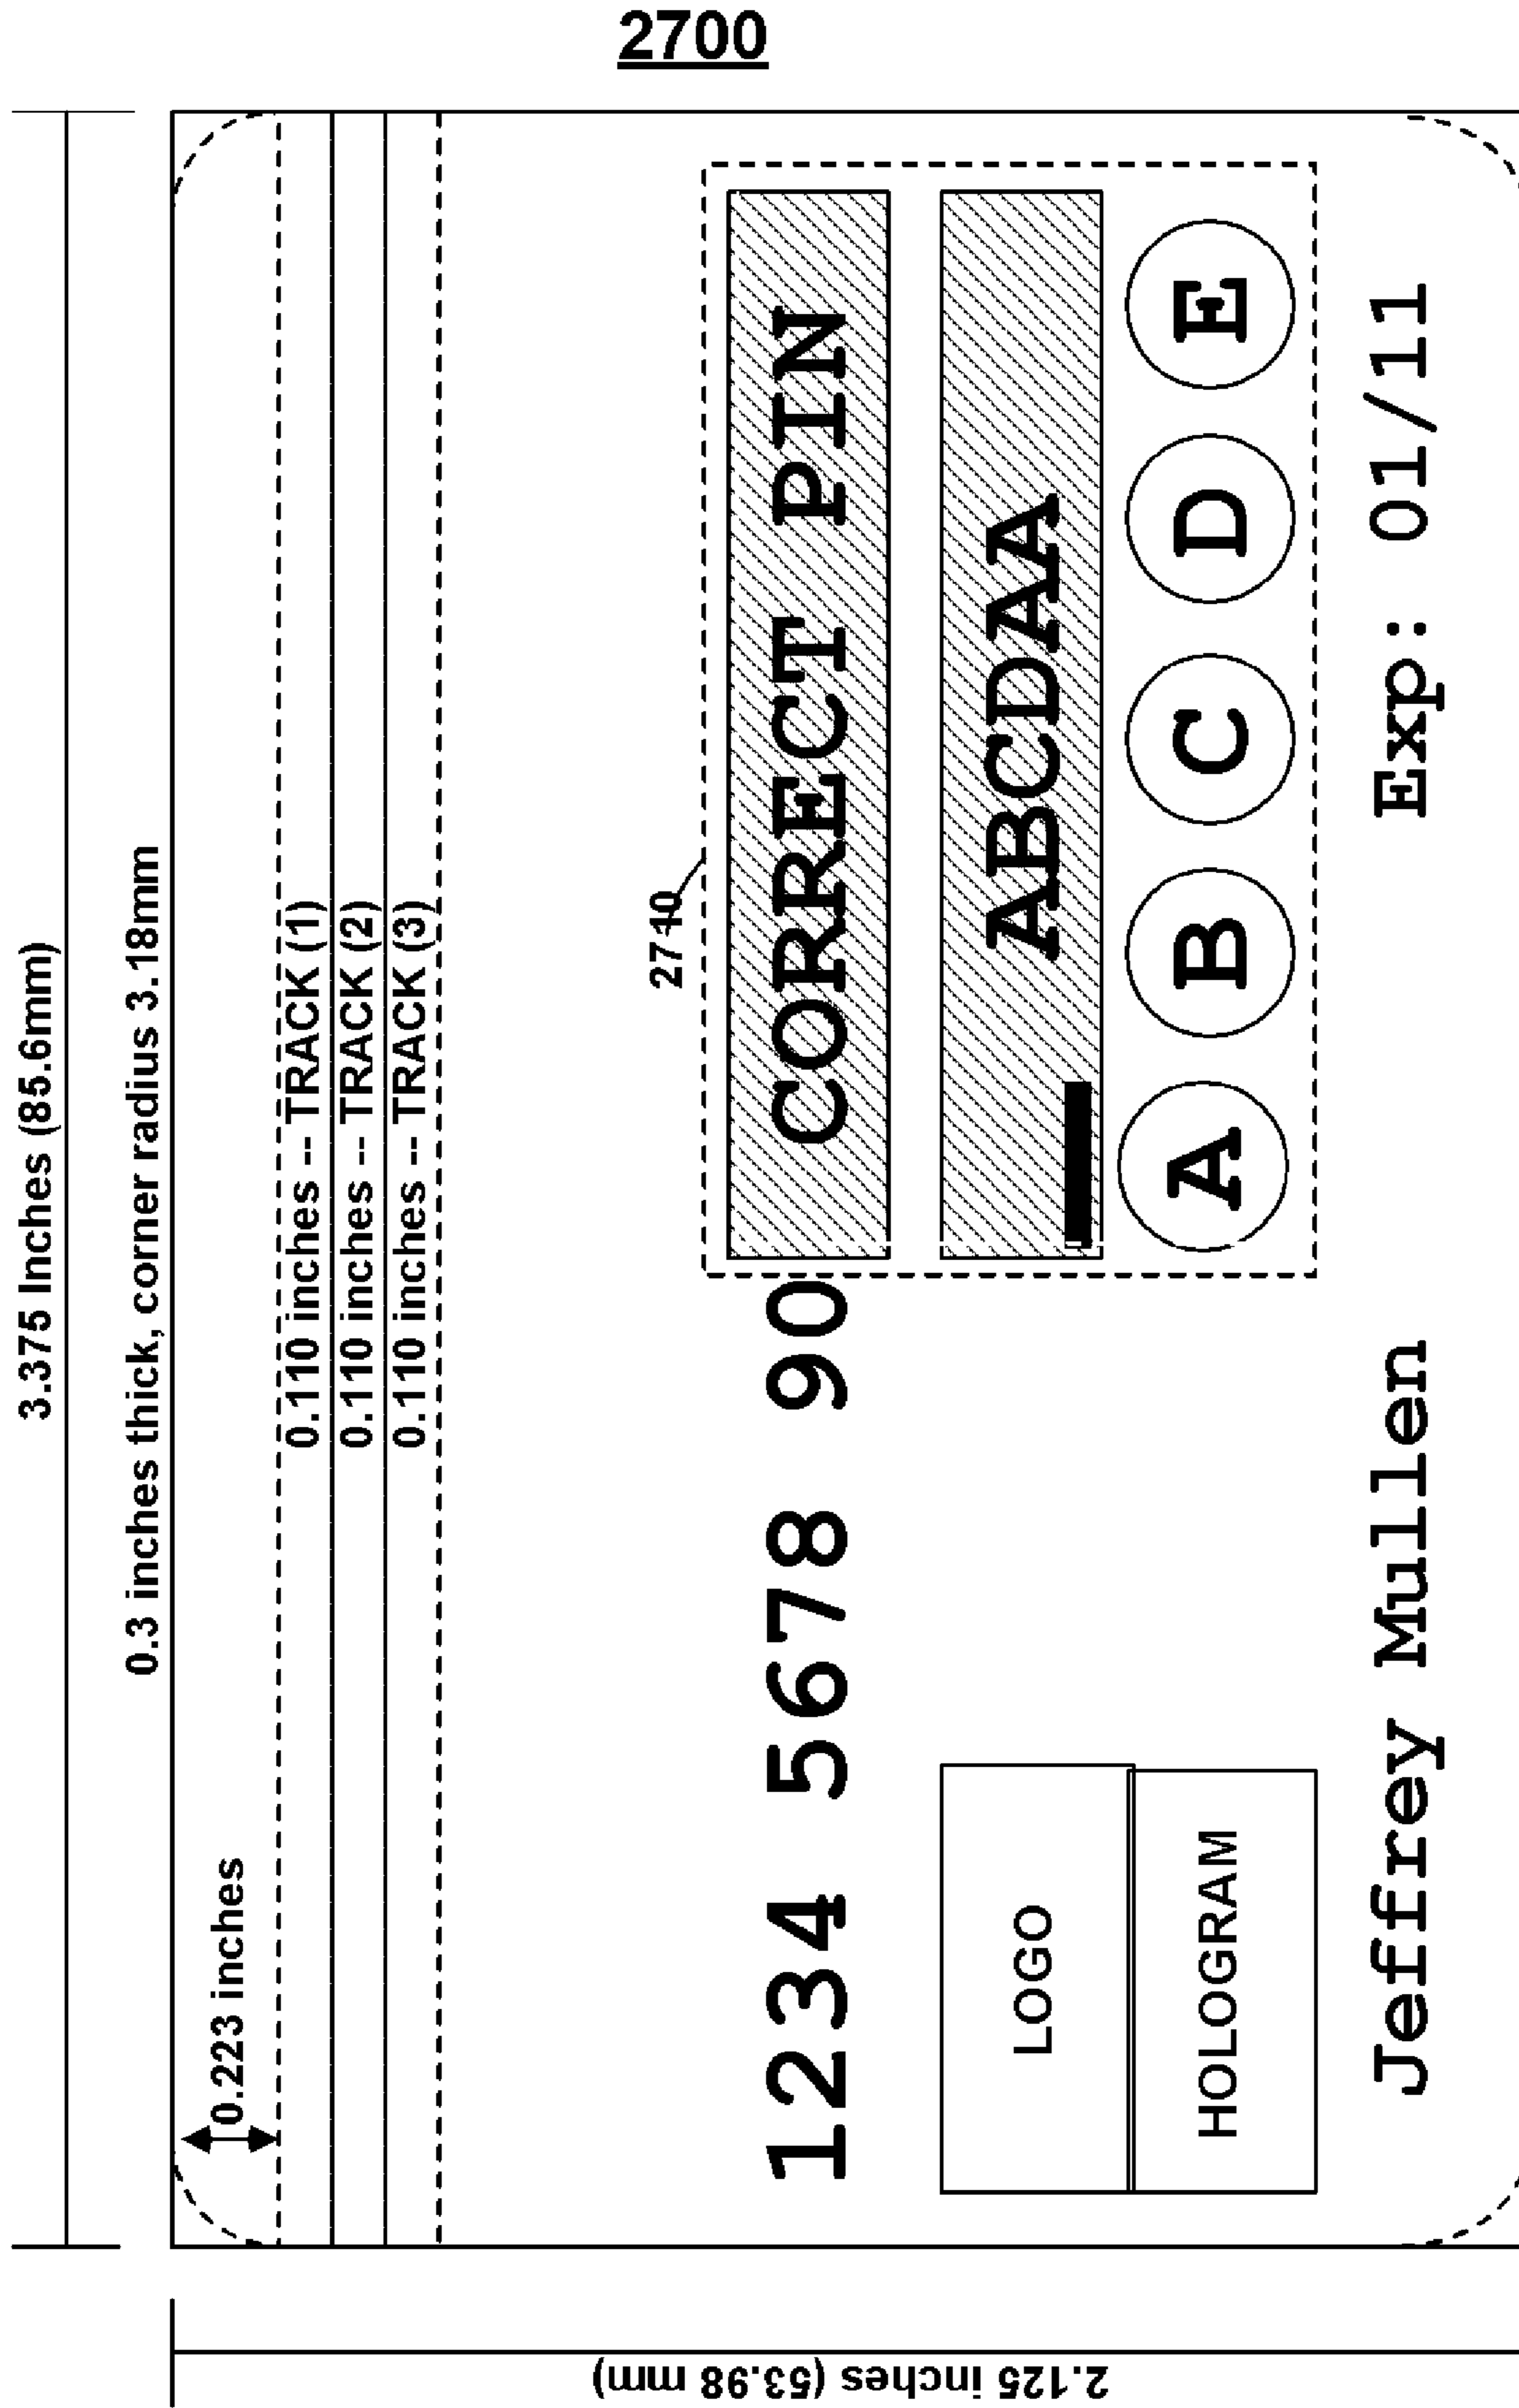 2700
3.375 Inches (85.6mm)
0.3 inches thick, corner radius 3.18mm
0.223 inches
0.110 inches -- TRACK (1)
0.110 inches -- TRACK (2)
0.110 inches -- TRACK (3)
2710
1234 5678 90
CORRECT PIN
ABCDAA
LOGO
HOLOGRAM
A B C D E
Jeffrey Mullen
Exp: 01/11
2.125 inches (53.98 mm)